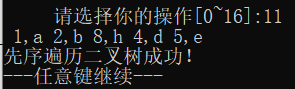 请选择你的操作[0~16]:11
1,a 2,b 8,h 4,d 5,e
先序遍历二叉树成功！
---任意键继续---